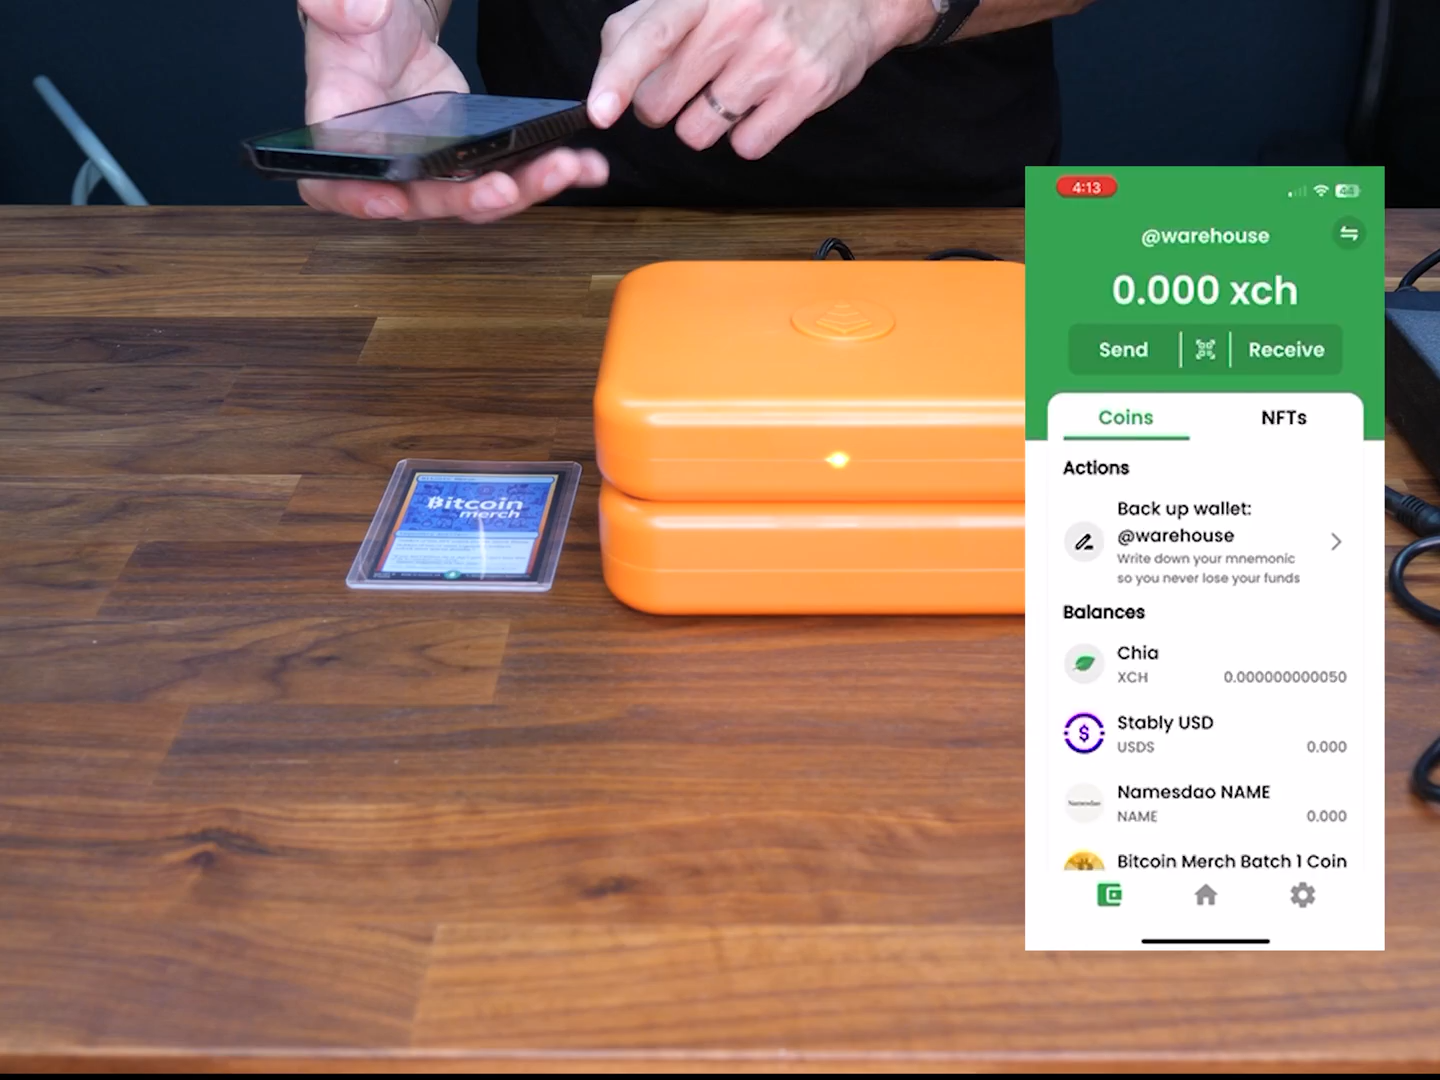 4:13
44
@warehouse
0.000 xch
Send
Receive
Coins
NFTs
Actions
Back up wallet:
@warehouse
Write down your mnemonic
so you never lose your funds
Balances
Chia
XCH
0.000000000050
Stably USD
USDS
0.000
Namesdao
Namesdao NAME
NAME
0.000
Bitcoin Merch Batch 1 Coin
Bitcoin
merch